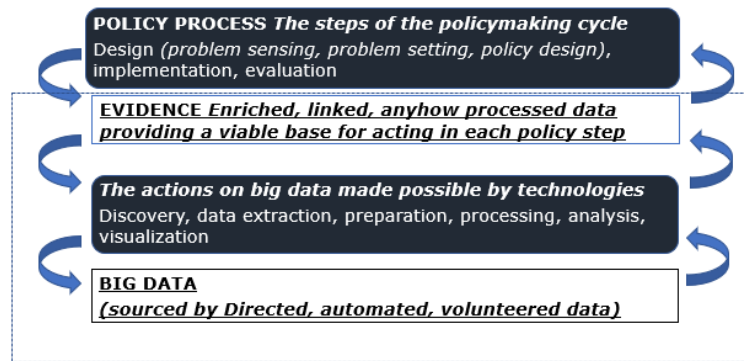 POLICY PROCESS The steps of the policymaking cycle
Design (problem sensing, problem setting, policy design),
implementation, evaluation
EVIDENCE Enriched, linked, anyhow processed data
providing a viable base for acting in each policy step
The actions on big data made possible by technologies
Discovery, data extraction, preparation, processing, analysis,
visualization
BIG DATA
(sourced by Directed, automated, volunteered data)